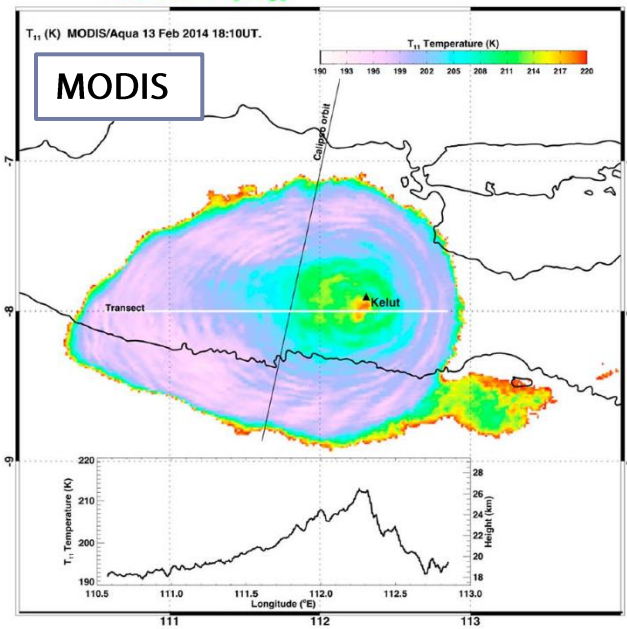 T11 (K) MODIS/Aqua 13 Feb 2014 18:10UT.
T11 Temperature (K)
190 193 196 199 202 205 208 211 214 217 220
MODIS
Calipso orbit
-7
Kelut
-8
Transect
-9
220
210
200
190
T11 Temperature (K)
28
26
24
22
20
18
Height (km)
110.5 111.0 111.5 112.0 112.5 113.0
Longitude (°E)
111 112 113